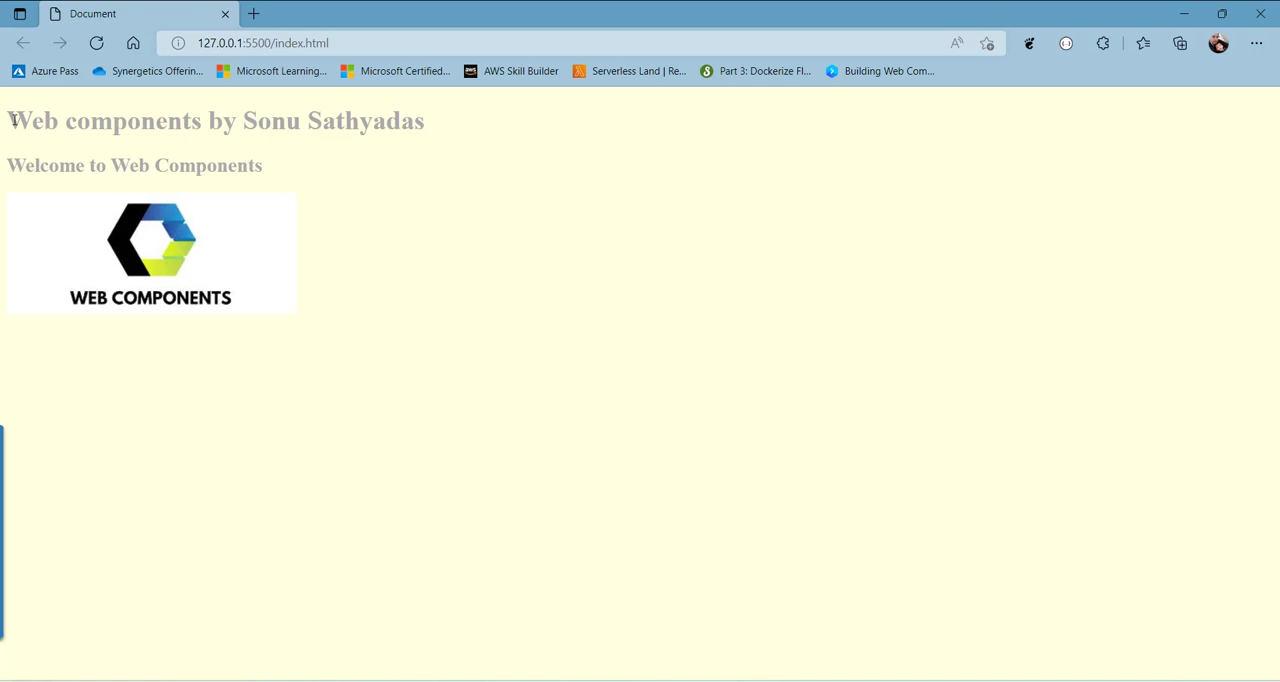 Document
127.0.0.1:5500/index.html
Azure Pass
Synergetics Offerin...
Microsoft Learning...
Microsoft Certified...
AWS Skill Builder
Serverless Land | Re...
Part 3: Dockerize Fl...
Building Web Com...
Web components by Sonu Sathyadas
Welcome to Web Components
WEB COMPONENTS